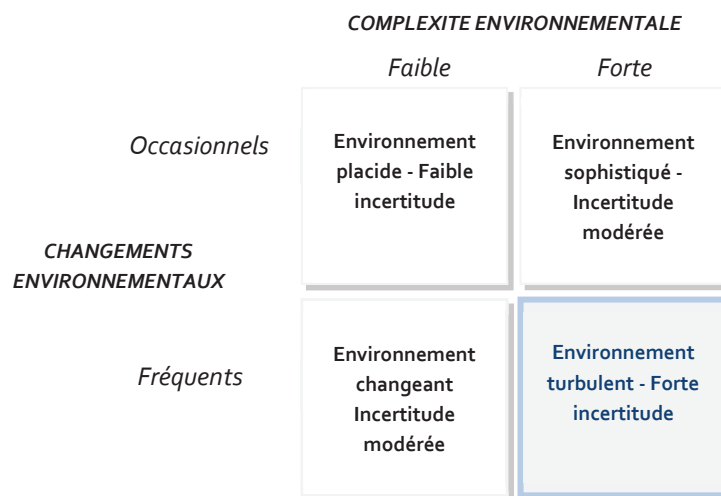 COMPLEXITE ENVIRONNEMENTALE
Faible
Forte
Occasionnels
Environnement
placide - Faible
incertitude
Environnement
sophistiqué -
Incertitude
modérée
CHANGEMENTS
ENVIRONNEMENTAUX
Fréquents
Environnement
changeant
Incertitude
modérée
Environnement
turbulent - Forte
incertitude